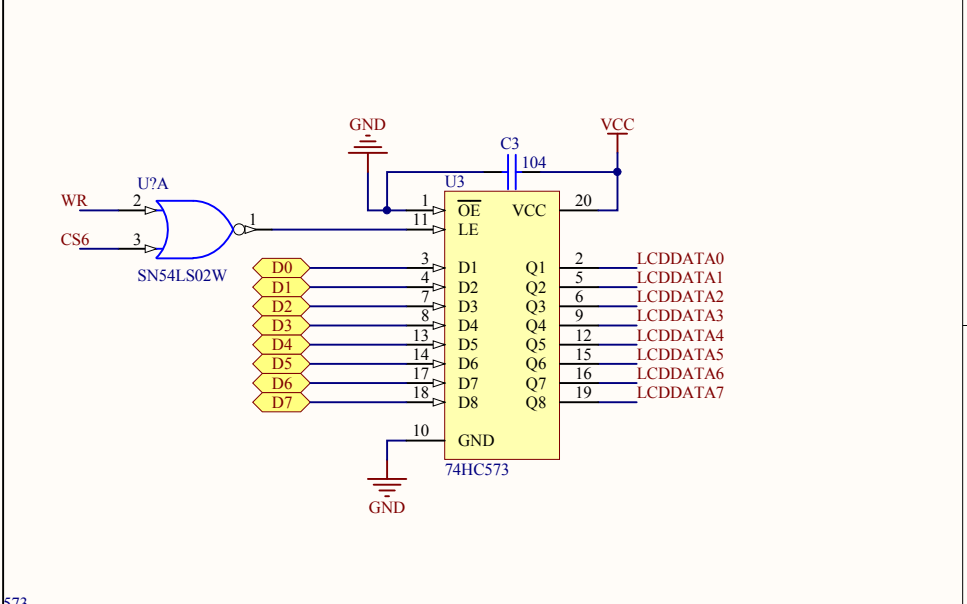 GND
VCC
C3
104
U?A
U3
WR
2
1
OE
VCC
20
1
11
LE
CS6
3
SN54LS02W
D0
3
D1
Q1
2
LCDDATA0
D1
4
D2
Q2
5
LCDDATA1
D2
7
D3
Q3
6
LCDDATA2
D3
8
D4
Q4
9
LCDDATA3
D4
13
D5
Q5
12
LCDDATA4
D5
14
D6
Q6
15
LCDDATA5
D6
17
D7
Q7
16
LCDDATA6
D7
18
D8
Q8
19
LCDDATA7
10
GND
74HC573
GND
573